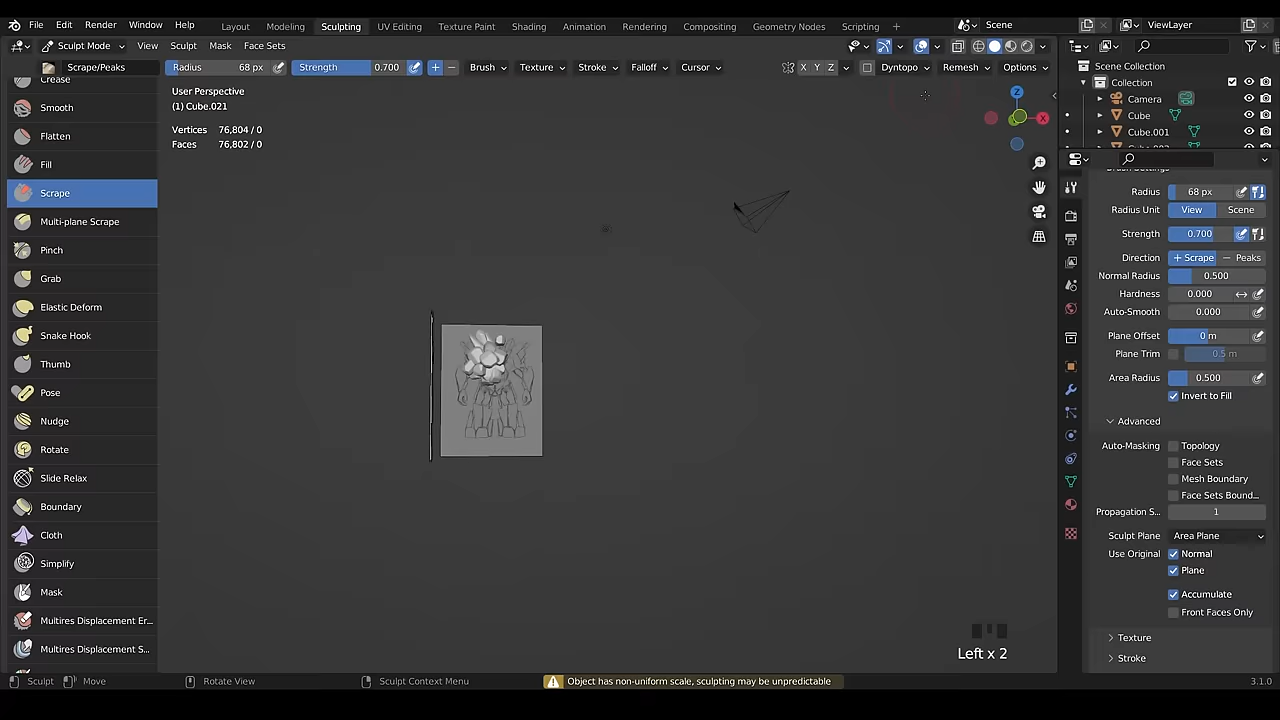 File Edit Render Window Help Layout Modeling Sculpting UV Editing Texture Paint Shading Animation Rendering Compositing Geometry Nodes Scripting + Scene ViewLayer
Sculpt Mode View Sculpt Mask Face Sets
Scrape/Peaks Radius 68 px Strength 0.700 + − Brush Texture Stroke Falloff Cursor X Y Z Dyntopo Remesh Options
Scene Collection
Collection
Camera
Cube
Cube.001
User Perspective
(1) Cube.021
Vertices 76,804 / 0
Faces 76,802 / 0
Z
X
Crease
Smooth
Flatten
Fill
Scrape
Multi-plane Scrape
Pinch
Grab
Elastic Deform
Snake Hook
Thumb
Pose
Nudge
Rotate
Slide Relax
Boundary
Cloth
Simplify
Mask
Multires Displacement Er...
Multires Displacement S...
Radius 68 px
Radius Unit View Scene
Strength 0.700
Direction + Scrape − Peaks
Normal Radius 0.500
Hardness 0.000
Auto-Smooth 0.000
Plane Offset 0 m
Plane Trim 0.5 m
Area Radius 0.500
Invert to Fill
Advanced
Auto-Masking Topology
Face Sets
Mesh Boundary
Face Sets Bound...
Propagation S... 1
Sculpt Plane Area Plane
Use Original Normal
Plane
Accumulate
Front Faces Only
Texture
Stroke
Left x 2
Sculpt Move Rotate View Sculpt Context Menu Object has non-uniform scale, sculpting may be unpredictable 3.1.0